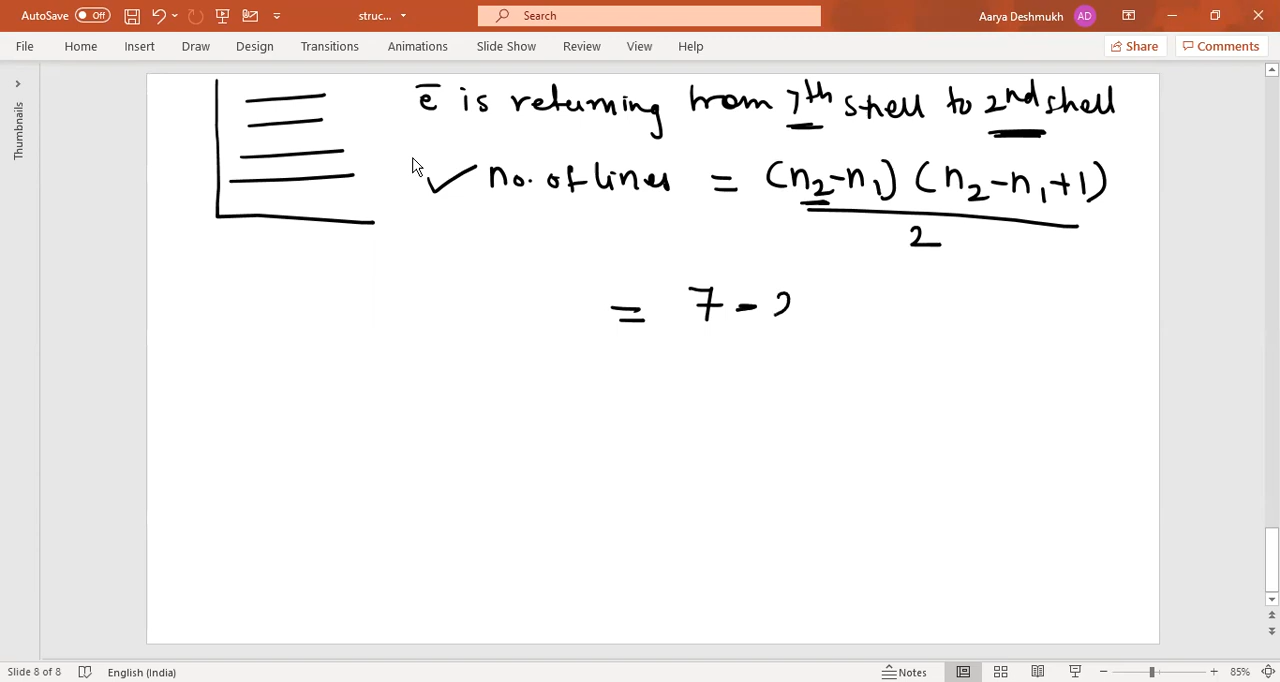 AutoSave Off struc... Search Aarya Deshmukh AD
File Home Insert Draw Design Transitions Animations Slide Show Review View Help Share Comments
Thumbnails
e̅ is returning from 7th shell to 2nd shell
no. of lines = (n₂-n₁) (n₂-n₁+1)
2
= 7 -
Slide 8 of 8 English (India) Notes 85%